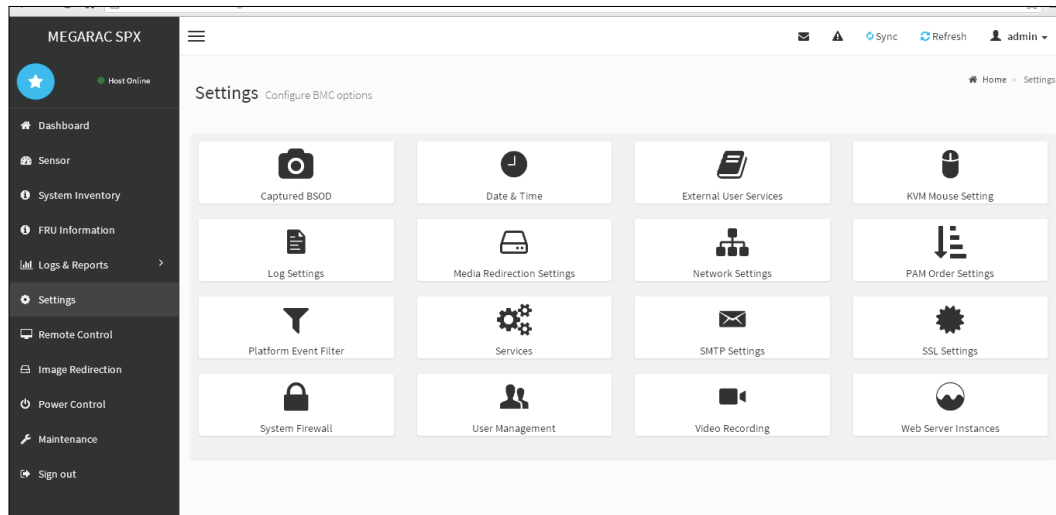 MEGARAC SPX
Sync Refresh admin
Host Online
Home > Settings
Settings Configure BMC options
Dashboard
Sensor
System Inventory
FRU Information
Logs & Reports >
Settings
Remote Control
Image Redirection
Power Control
Maintenance
Sign out
Captured BSOD Date & Time External User Services KVM Mouse Setting
Log Settings Media Redirection Settings Network Settings PAM Order Settings
Platform Event Filter Services SMTP Settings SSL Settings
System Firewall User Management Video Recording Web Server Instances